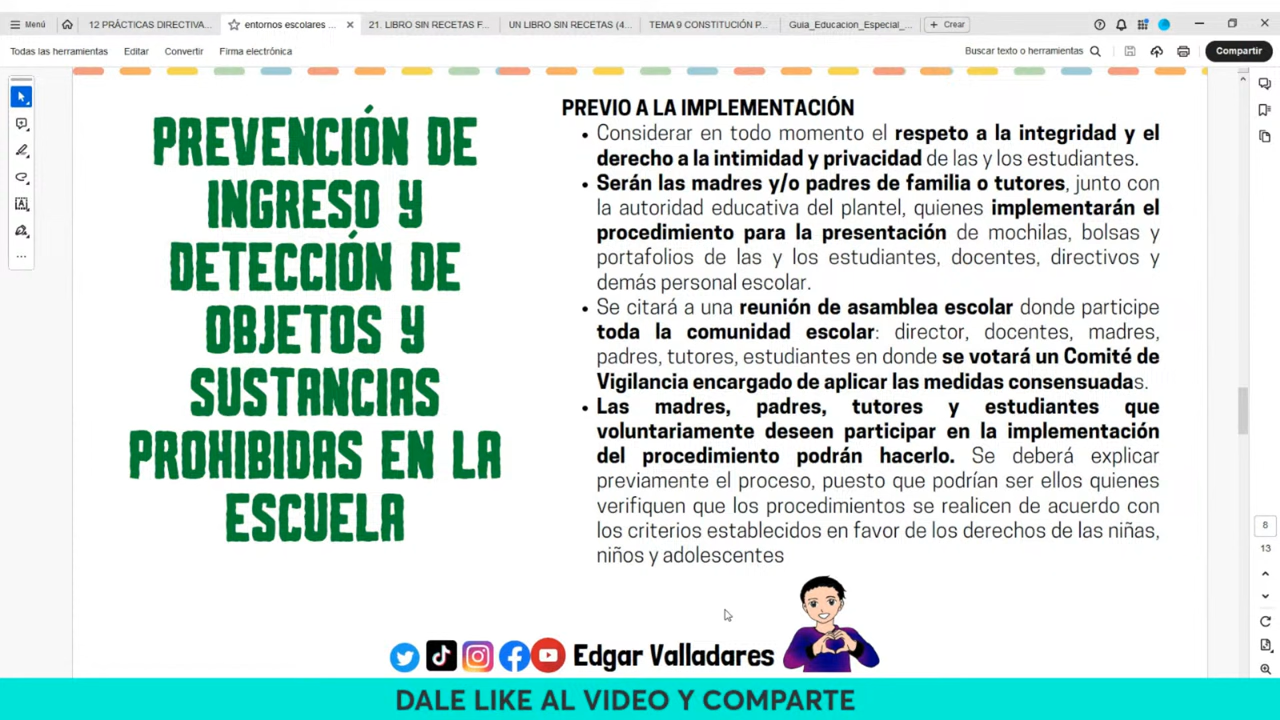 Menú
12 PRÁCTICAS DIRECTIVA...
entornos escolares ...
21. LIBRO SIN RECETAS F...
UN LIBRO SIN RECETAS (4...
TEMA 9 CONSTITUCIÓN P...
Guia_Educacion_Especial_...
+ Crear
Todas las herramientas
Editar
Convertir
Firma electrónica
Buscar texto o herramientas
Compartir
PREVENCIÓN DE
INGRESO Y
DETECCIÓN DE
OBJETOS Y
SUSTANCIAS
PROHIBIDAS EN LA
ESCUELA
PREVIO A LA IMPLEMENTACIÓN
• Considerar en todo momento el respeto a la integridad y el
derecho a la intimidad y privacidad de las y los estudiantes.
• Serán las madres y/o padres de familia o tutores, junto con
la autoridad educativa del plantel, quienes implementarán el
procedimiento para la presentación de mochilas, bolsas y
portafolios de las y los estudiantes, docentes, directivos y
demás personal escolar.
• Se citará a una reunión de asamblea escolar donde participe
toda la comunidad escolar: director, docentes, madres,
padres, tutores, estudiantes en donde se votará un Comité de
Vigilancia encargado de aplicar las medidas consensuadas.
• Las madres, padres, tutores y estudiantes que
voluntariamente deseen participar en la implementación
del procedimiento podrán hacerlo. Se deberá explicar
previamente el proceso, puesto que podrían ser ellos quienes
verifiquen que los procedimientos se realicen de acuerdo con
los criterios establecidos en favor de los derechos de las niñas,
niños y adolescentes
8
13
Edgar Valladares
DALE LIKE AL VIDEO Y COMPARTE